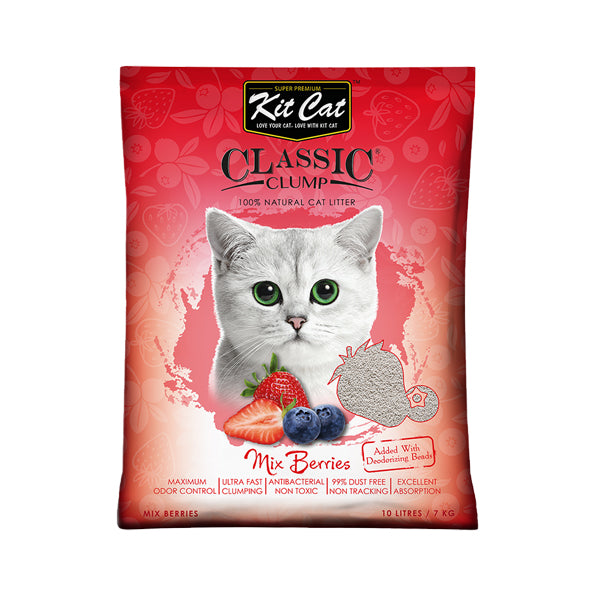 SUPER PREMIUM
Kit Cat™
LOVE YOUR CAT. LOVE WITH KIT CAT
CLASSIC®
CLUMP
100% NATURAL CAT LITTER
Mix Berries
Added With
Deodorizing Beads
MAXIMUM
ODOR CONTROL
ULTRA FAST
CLUMPING
ANTIBACTERIAL
NON TOXIC
99% DUST FREE
NON TRACKING
EXCELLENT
ABSORPTION
MIX BERRIES
10 LITRES / 7 KG